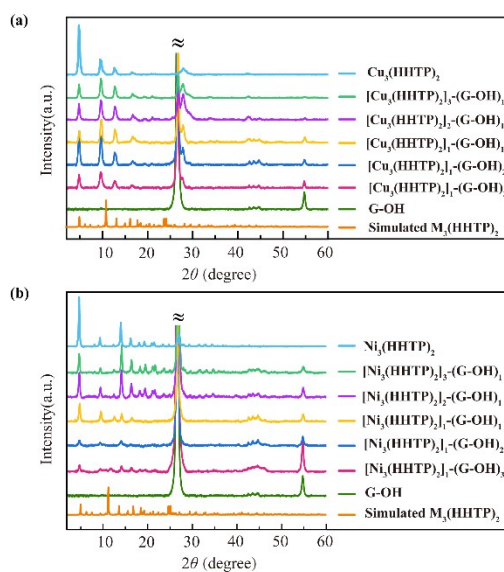 (a)
≈
Intensity(a.u.)
Cu₃(HHTP)₂
[Cu₃(HHTP)₂]₃-(G-OH)₁
[Cu₃(HHTP)₂]₂-(G-OH)₁
[Cu₃(HHTP)₂]₁-(G-OH)₁
[Cu₃(HHTP)₂]₁-(G-OH)
[Cu₃(HHTP)₂]₁-(G-OH)
G-OH
Simulated M₃(HHTP)₂
10 20 30 40 50 60
2θ (degree)
(b)
≈
Intensity(a.u.)
Ni₃(HHTP)₂
[Ni₃(HHTP)₂]₃-(G-OH)₁
[Ni₃(HHTP)₂]₂-(G-OH)₁
[Ni₃(HHTP)₂]₁-(G-OH)₁
[Ni₃(HHTP)₂]₁-(G-OH)₂
[Ni₃(HHTP)₂]₁-(G-OH)₃
G-OH
Simulated M₃(HHTP)₂
10 20 30 40 50 60
2θ (degree)